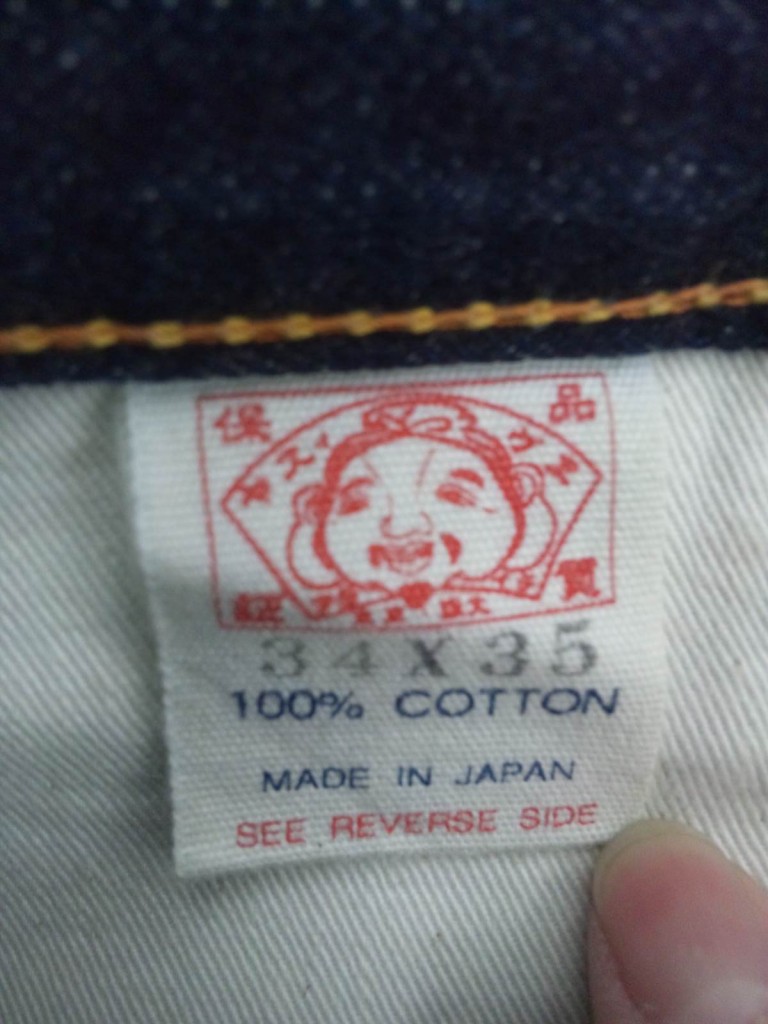 保 品
証 質
34X35
100% COTTON
MADE IN JAPAN
SEE REVERSE SIDE